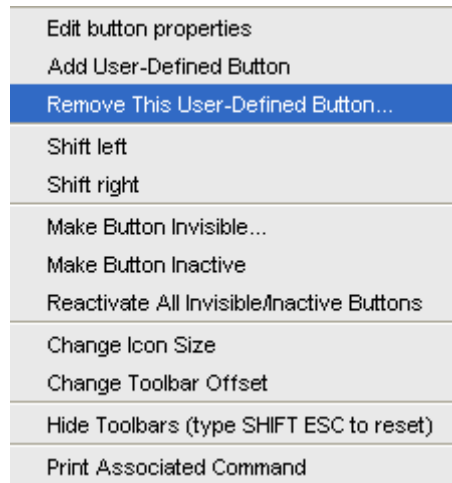 Edit button properties
Add User-Defined Button
Remove This User-Defined Button...
Shift left
Shift right
Make Button Invisible...
Make Button Inactive
Reactivate All Invisible/Inactive Buttons
Change Icon Size
Change Toolbar Offset
Hide Toolbars (type SHIFT ESC to reset)
Print Associated Command